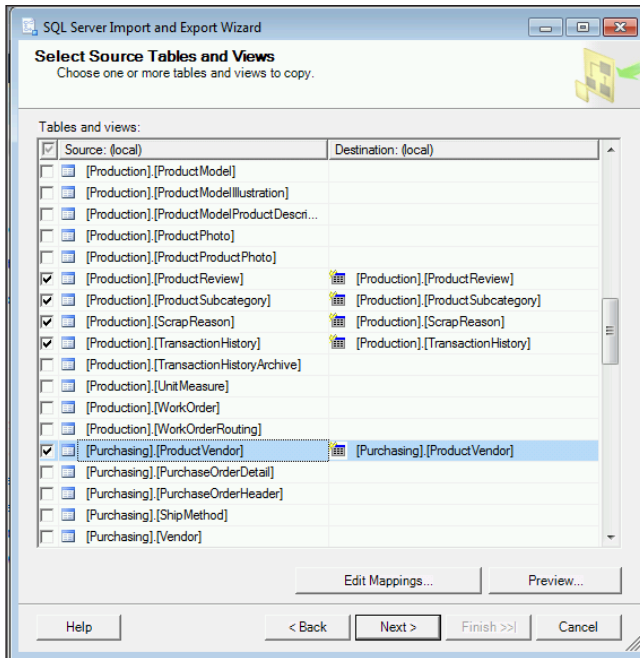 SQL Server Import and Export Wizard
Select Source Tables and Views
Choose one or more tables and views to copy.
Tables and views:
Source: (local) Destination: (local)
[Production].[ProductModel]
[Production].[ProductModelIllustration]
[Production].[ProductModelProductDescri...
[Production].[ProductPhoto]
[Production].[ProductProductPhoto]
[Production].[ProductReview] [Production].[ProductReview]
[Production].[ProductSubcategory] [Production].[ProductSubcategory]
[Production].[ScrapReason] [Production].[ScrapReason]
[Production].[TransactionHistory] [Production].[TransactionHistory]
[Production].[TransactionHistoryArchive]
[Production].[UnitMeasure]
[Production].[WorkOrder]
[Production].[WorkOrderRouting]
[Purchasing].[ProductVendor] [Purchasing].[ProductVendor]
[Purchasing].[PurchaseOrderDetail]
[Purchasing].[PurchaseOrderHeader]
[Purchasing].[ShipMethod]
[Purchasing].[Vendor]
Edit Mappings... Preview...
Help < Back Next > Finish >>| Cancel